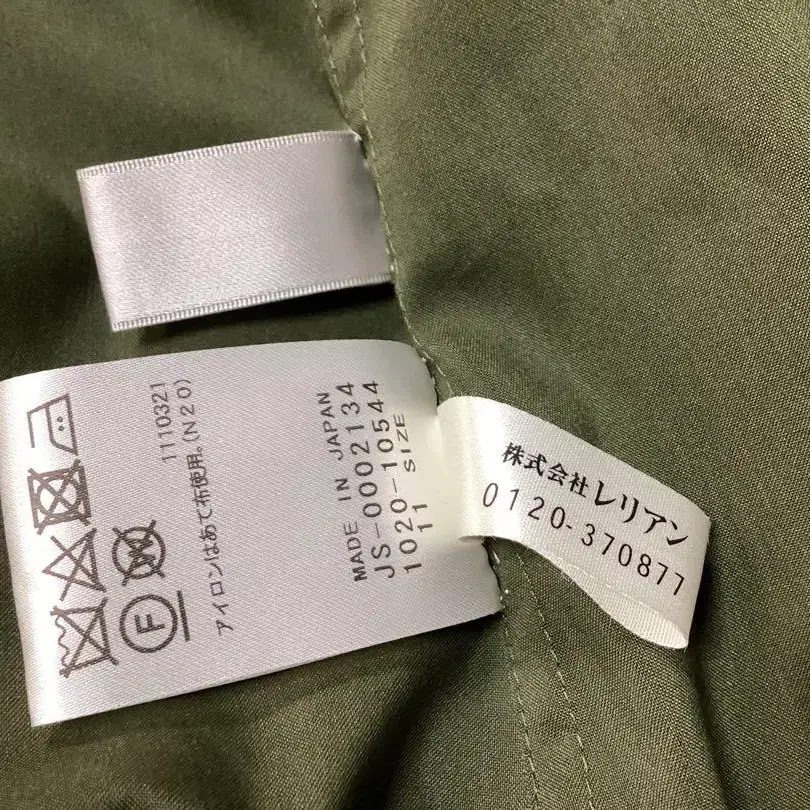 1110321
アイロンはあて布使用。(N20)
MADE IN JAPAN
JS-0002134
1020-10544
11 SIZE
F
株式会社レリアン
0120-370877